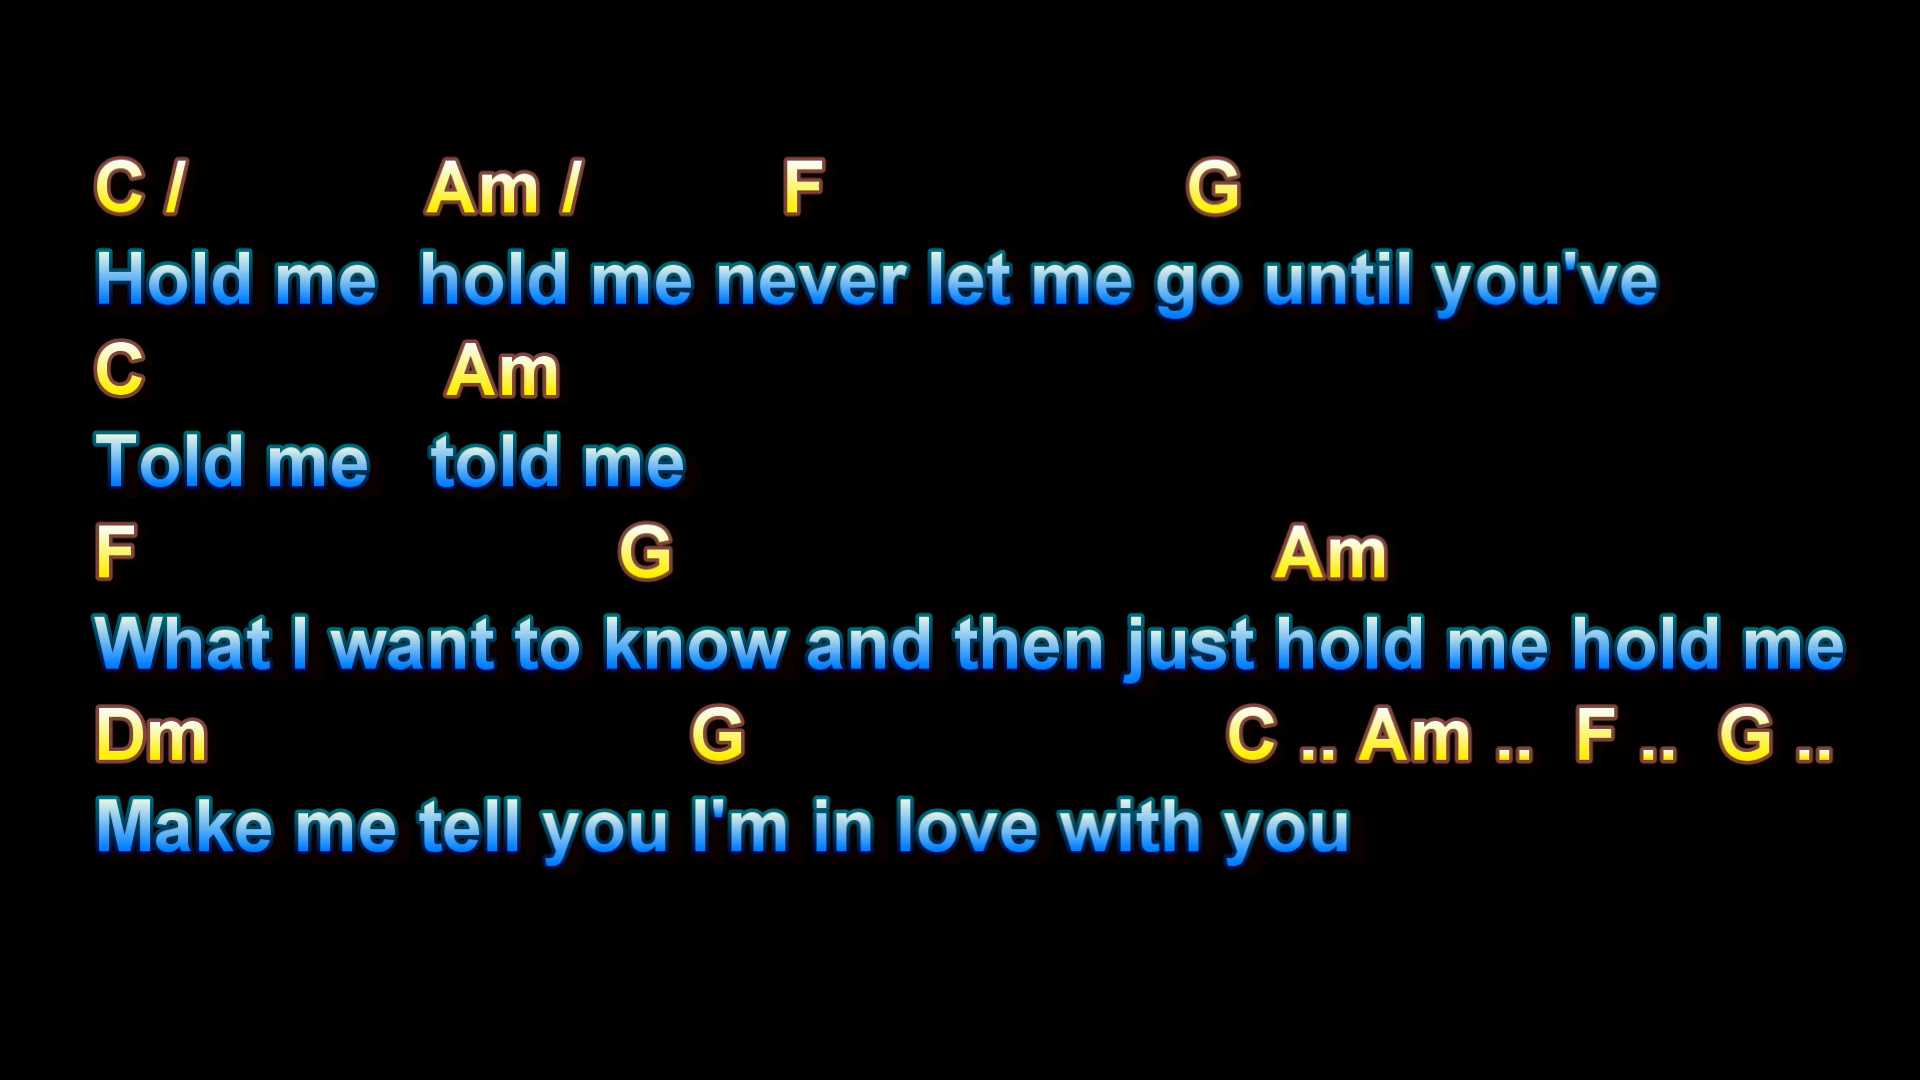 C / Am / F G
Hold me hold me never let me go until you've
C Am
Told me told me
F G Am
What I want to know and then just hold me hold me
Dm G C .. Am .. F .. G ..
Make me tell you I'm in love with you